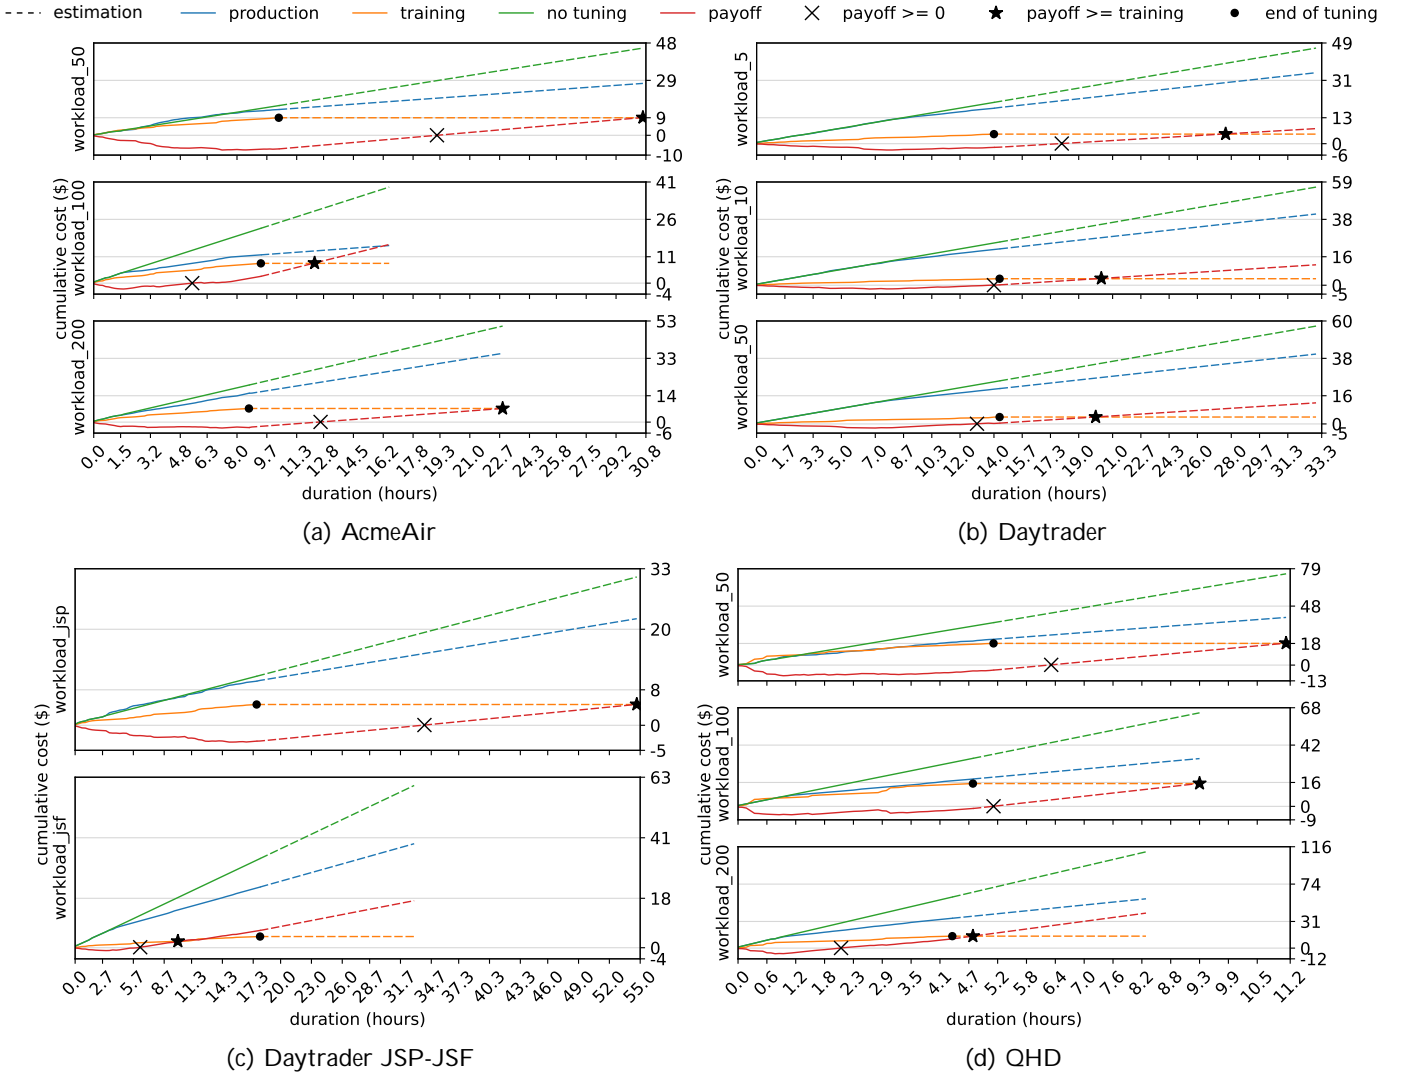 estimation production training no tuning payoff payoff >= 0 payoff >= training end of tuning
workload_50
48
29
9
0
-10
cumulative cost ($)
workload_100
41
26
11
0
-4
workload_200
53
33
14
0
-6
0.0 1.5 3.2 4.8 6.3 8.0 9.7 11.3 12.8 14.5 16.2 17.8 19.3 21.0 22.7 24.3 25.8 27.5 29.2 30.8
duration (hours)
(a) AcmeAir
workload_5
49
31
13
0
-6
cumulative cost ($)
workload_10
59
38
16
0
-5
workload_50
60
38
16
0
-5
0.0 1.7 3.3 5.0 7.0 8.7 10.3 12.0 14.0 15.7 17.3 19.0 21.0 22.7 24.3 26.0 28.0 29.7 31.3 33.3
duration (hours)
(b) Daytrader
workload_jsp
33
20
8
0
-5
cumulative cost ($)
workload_jsf
63
41
18
0
-4
0.0 2.7 5.7 8.7 11.3 14.3 17.3 20.0 23.0 25.7 28.7 31.7 34.7 37.3 40.3 43.3 46.0 49.0 52.0 55.0
duration (hours)
(c) Daytrader JSP-JSF
workload_50
79
48
18
0
-13
cumulative cost ($)
workload_100
68
42
16
0
-9
workload_200
116
74
31
0
-12
0.0 0.6 1.2 1.8 2.3 2.9 3.5 4.1 4.7 5.2 5.8 6.4 7.0 7.6 8.2 8.8 9.3 9.9 10.5 11.2
duration (hours)
(d) QHD